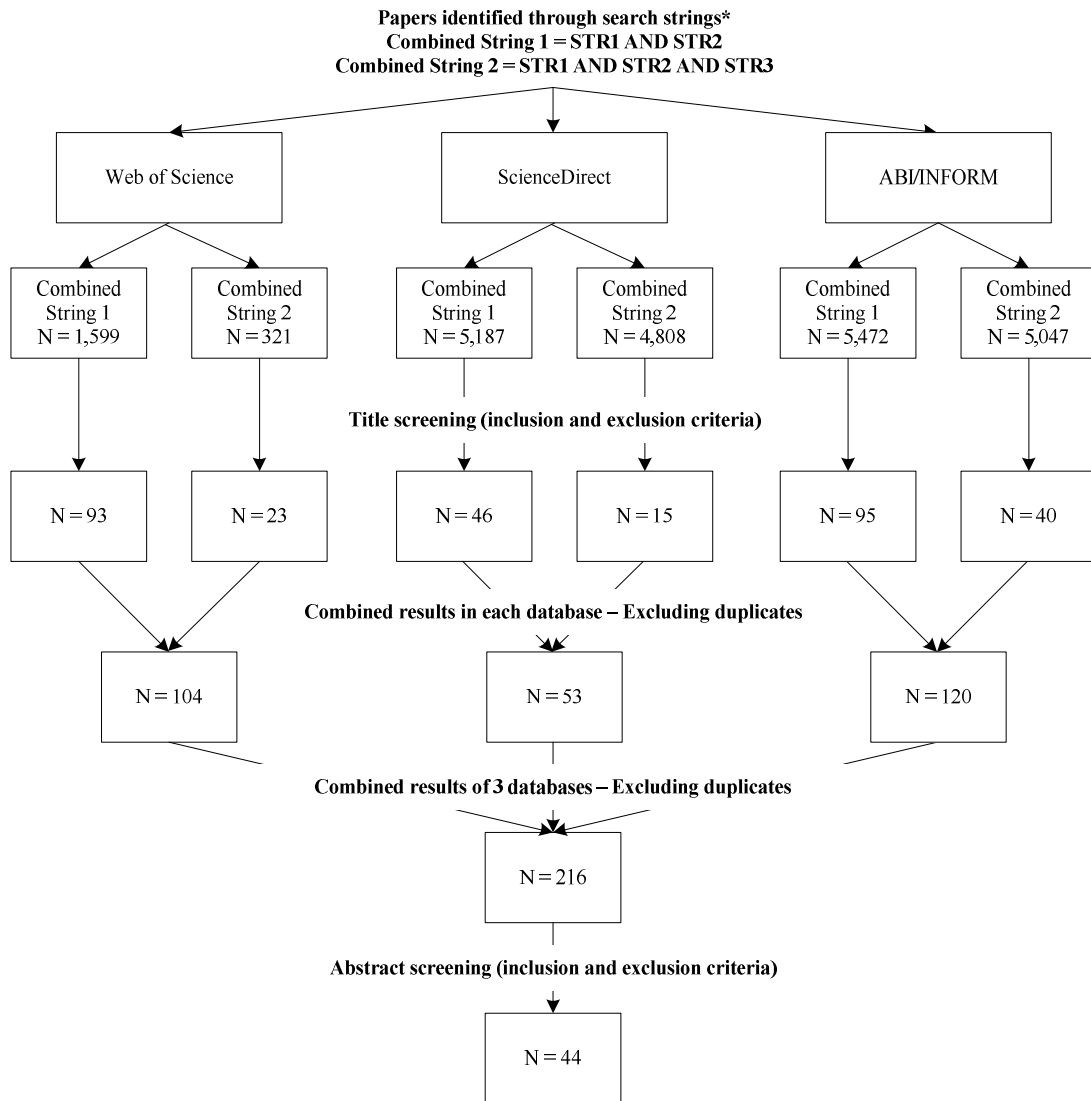 Papers identified through search strings*
Combined String 1 = STR1 AND STR2
Combined String 2 = STR1 AND STR2 AND STR3
Web of Science
ScienceDirect
ABI/INFORM
Combined
String 1
N = 1,599
Combined
String 2
N = 321
Combined
String 1
N = 5,187
Combined
String 2
N = 4,808
Combined
String 1
N = 5,472
Combined
String 2
N = 5,047
Title screening (inclusion and exclusion criteria)
N = 93
N = 23
N = 46
N = 15
N = 95
N = 40
Combined results in each database – Excluding duplicates
N = 104
N = 53
N = 120
Combined results of 3 databases – Excluding duplicates
N = 216
Abstract screening (inclusion and exclusion criteria)
N = 44